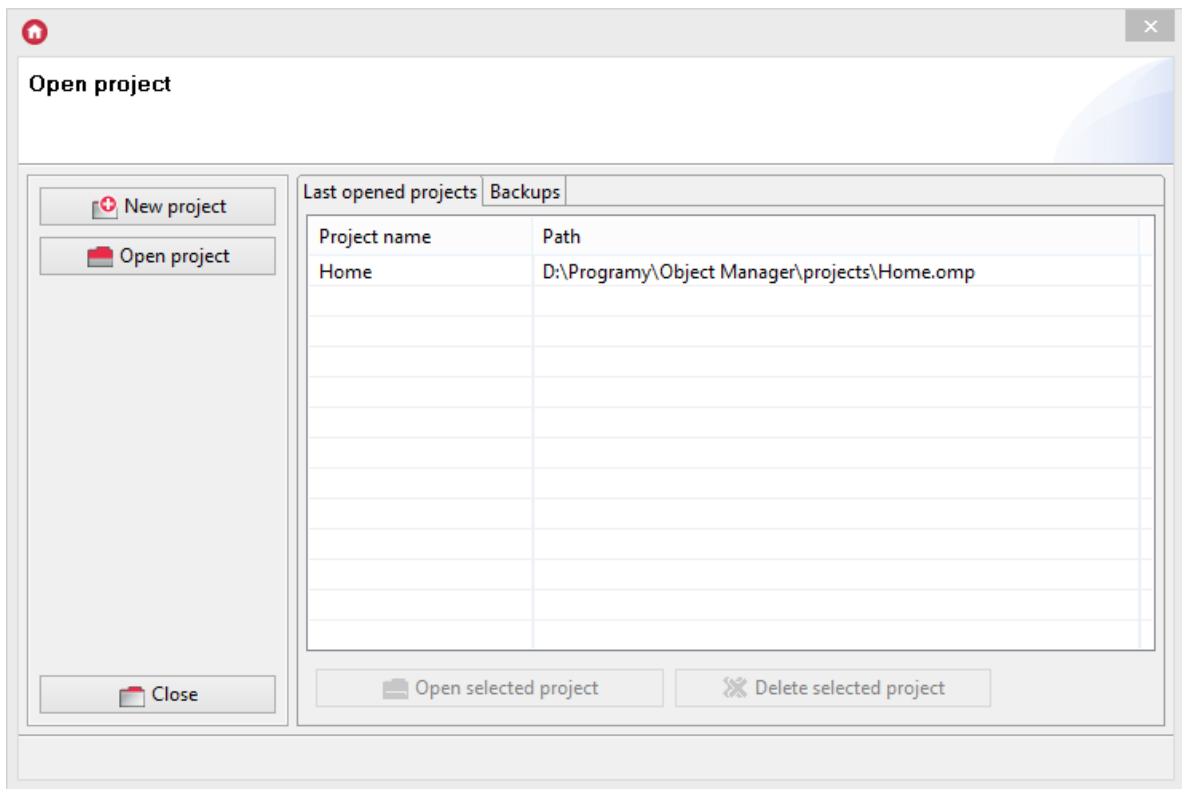 Open project
New project
Open project
Close
Last opened projects Backups
Project name Path
Home D:\Programy\Object Manager\projects\Home.omp
Open selected project Delete selected project